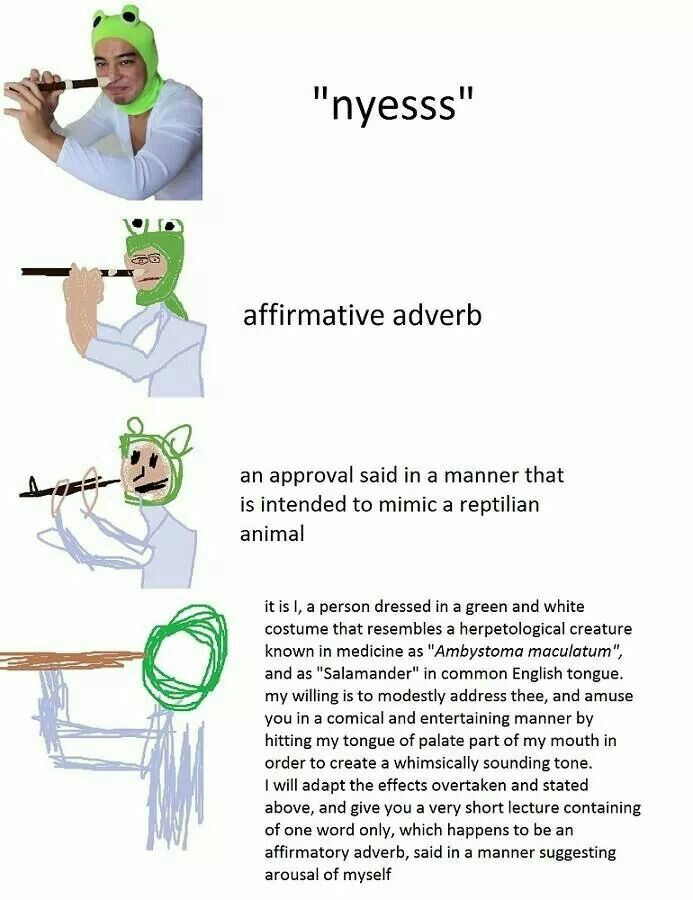 "nyesss"
affirmative adverb
an approval said in a manner that
is intended to mimic a reptilian
animal
it is I, a person dressed in a green and white
costume that resembles a herpetological creature
known in medicine as "Ambystoma maculatum",
and as "Salamander" in common English tongue.
my willing is to modestly address thee, and amuse
you in a comical and entertaining manner by
hitting my tongue of palate part of my mouth in
order to create a whimsically sounding tone.
I will adapt the effects overtaken and stated
above, and give you a very short lecture containing
of one word only, which happens to be an
affirmatory adverb, said in a manner suggesting
arousal of myself